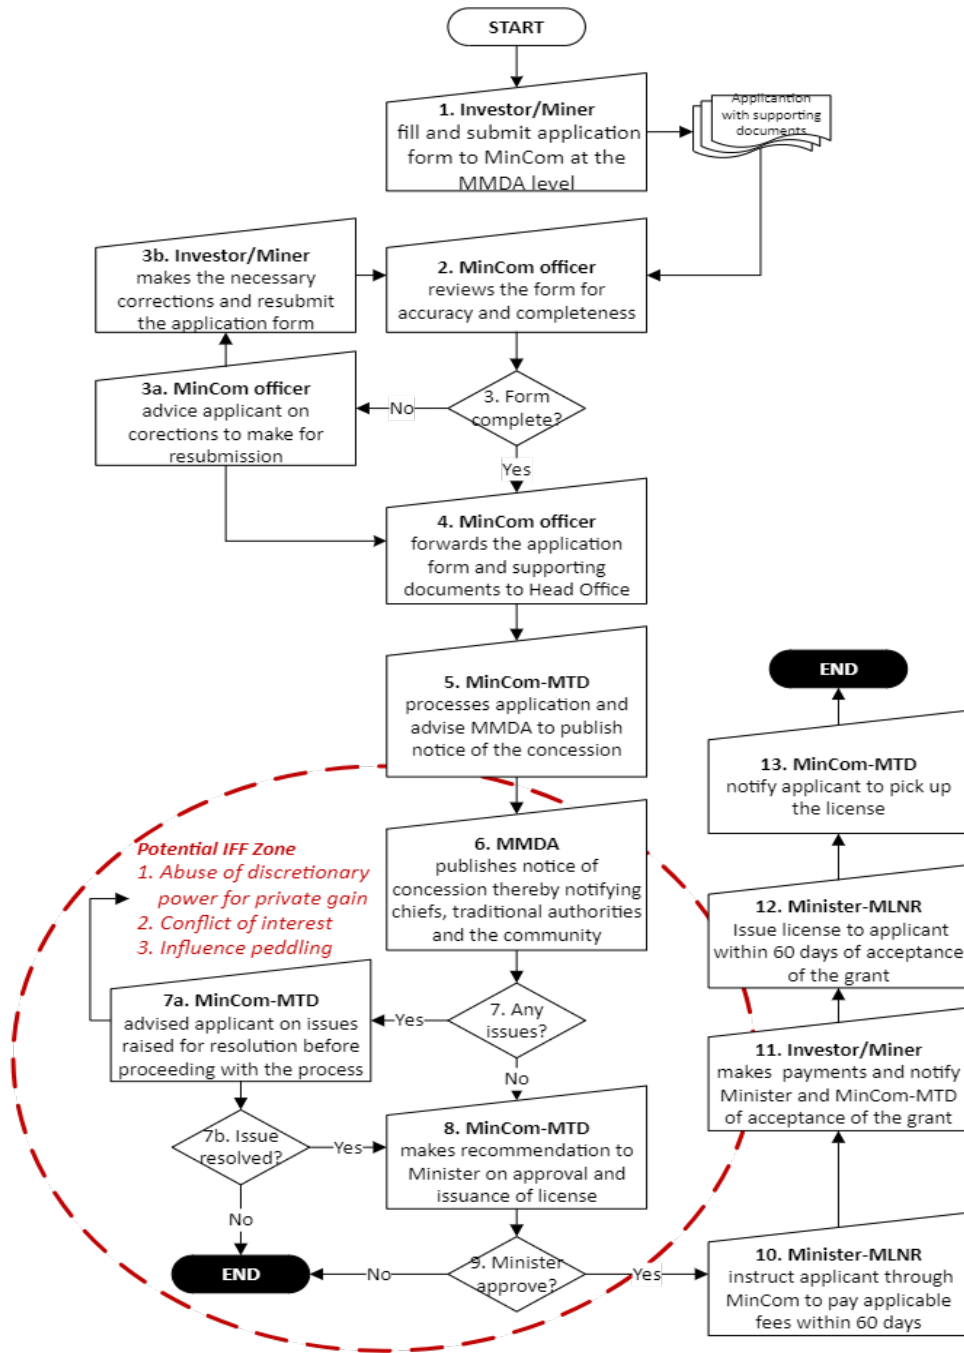 START
1. Investor/Miner
fill and submit application
form to MinCom at the
MMDA level
Applicantion
with supporting
documents
3b. Investor/Miner
makes the necessary
corrections and resubmit
the application form
2. MinCom officer
reviews the form for
accuracy and completeness
3a. MinCom officer
advice applicant on
corections to make for
resubmission
No
3. Form
complete?
Yes
4. MinCom officer
forwards the application
form and supporting
documents to Head Office
5. MinCom-MTD
processes application and
advise MMDA to publish
notice of the concession
END
13. MinCom-MTD
notify applicant to pick up
the license
Potential IFF Zone
1. Abuse of discretionary
power for private gain
2. Conflict of interest
3. Influence peddling
6. MMDA
publishes notice of
concession thereby notifying
chiefs, traditional authorities
and the community
12. Minister-MLNR
Issue license to applicant
within 60 days of acceptance
of the grant
7a. MinCom-MTD
advised applicant on issues
raised for resolution before
proceeding with the process
Yes
7. Any
issues?
No
11. Investor/Miner
makes payments and notify
Minister and MinCom-MTD
of acceptance of the grant
7b. Issue
resolved?
Yes
No
8. MinCom-MTD
makes recommendation to
Minister on approval and
issuance of license
END
No
9. Minister
approve?
Yes
10. Minister-MLNR
instruct applicant through
MinCom to pay applicable
fees within 60 days